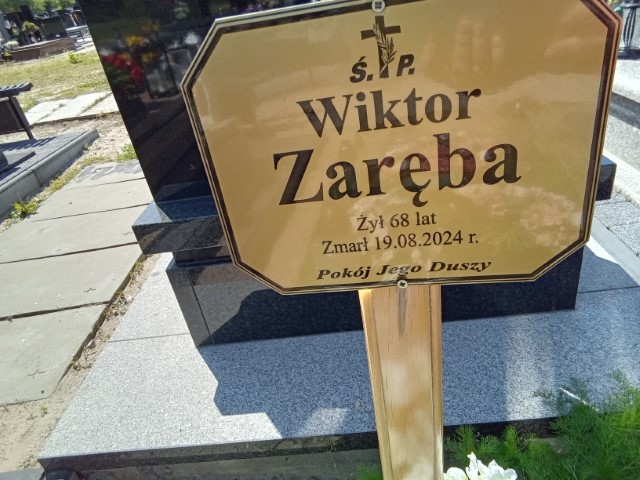 Ś. P.
Wiktor
Zaręba
Żył 68 lat
Zmarł 19.08.2024 r.
Pokój Jego Duszy